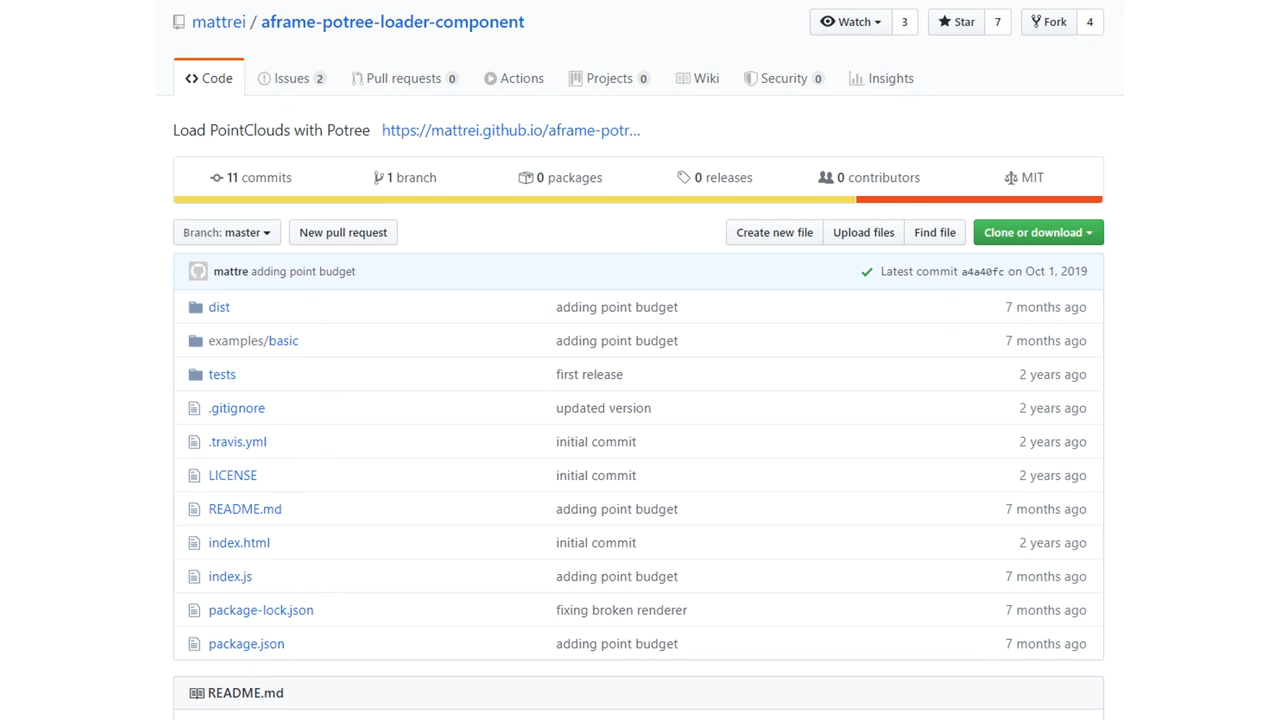 mattrei / aframe-potree-loader-component
Watch 3 Star 7 Fork 4
Code Issues 2 Pull requests 0 Actions Projects 0 Wiki Security 0 Insights
Load PointClouds with Potree https://mattrei.github.io/aframe-potr...
11 commits 1 branch 0 packages 0 releases 0 contributors MIT
Branch: master New pull request Create new file Upload files Find file Clone or download
mattre adding point budget Latest commit a4a40fc on Oct 1, 2019
dist adding point budget 7 months ago
examples/basic adding point budget 7 months ago
tests first release 2 years ago
.gitignore updated version 2 years ago
.travis.yml initial commit 2 years ago
LICENSE initial commit 2 years ago
README.md adding point budget 7 months ago
index.html initial commit 2 years ago
index.js adding point budget 7 months ago
package-lock.json fixing broken renderer 7 months ago
package.json adding point budget 7 months ago
README.md